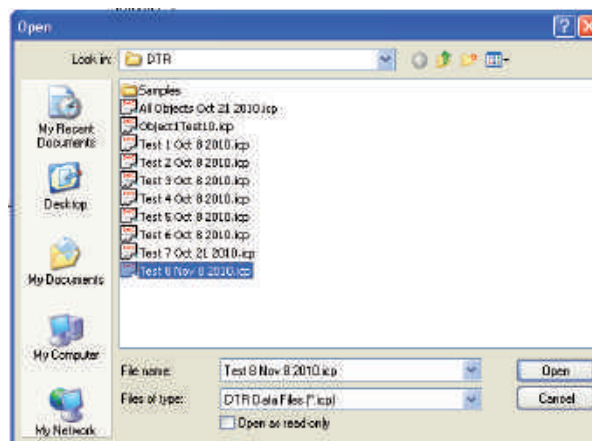 Open
Look in: DTR
My Recent Documents
Desktop
My Documents
My Computer
My Network
Samples
All Objects Oct 21 2010.icp
Object1Test10.icp
Test 1 Oct 8 2010.icp
Test 2 Oct 8 2010.icp
Test 3 Oct 8 2010.icp
Test 4 Oct 8 2010.icp
Test 5 Oct 8 2010.icp
Test 6 Oct 8 2010.icp
Test 7 Oct 21 2010.icp
Test 8 Nov 8 2010.icp
File name: Test 8 Nov 8 2010.icp Open
Files of type: DTR Data Files (*.icp) Cancel
Open as read-only